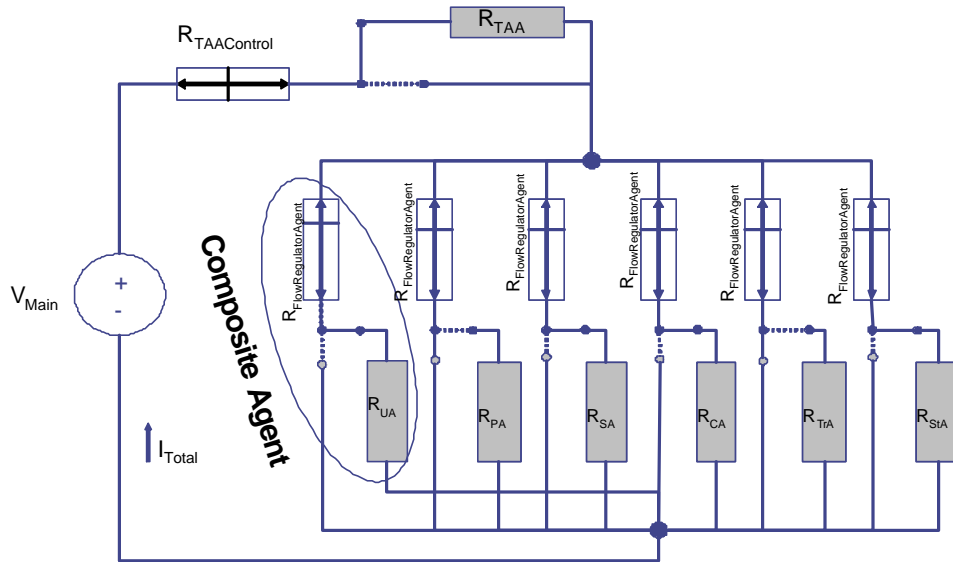 R_TAA
R_TAAControl
R_FlowRegulatorAgent
R_FlowRegulatorAgent
R_FlowRegulatorAgent
R_FlowRegulatorAgent
R_FlowRegulatorAgent
R_FlowRegulatorAgent
Composite Agent
V_Main
+
-
I_Total
R_UA
R_PA
R_SA
R_CA
R_TrA
R_StA